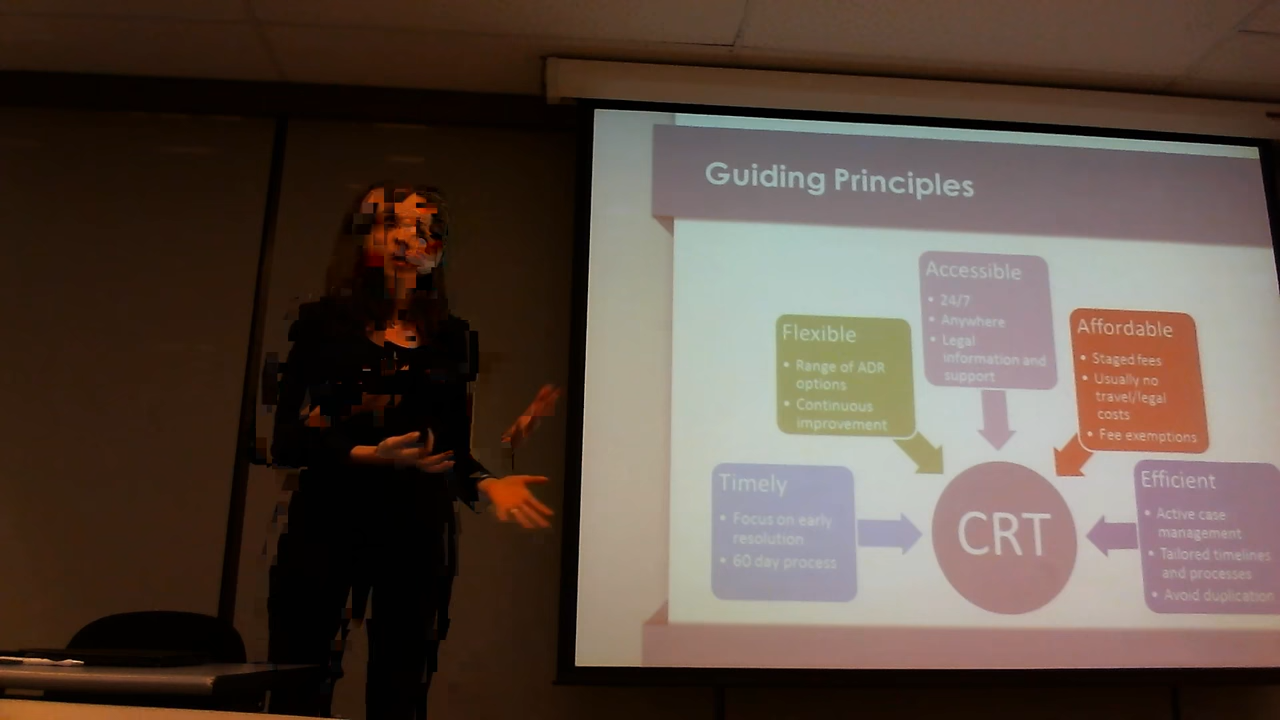 Guiding Principles
Accessible
• 24/7
• Anywhere
• Legal
information and
support
Flexible
• Range of ADR
options
• Continuous
improvement
Affordable
• Staged fees
• Usually no
travel/legal
costs
• Fee exemptions
Timely
• Focus on early
resolution
• 60 day process
Efficient
• Active case
management
• Tailored timelines
and processes
• Avoid duplication
CRT